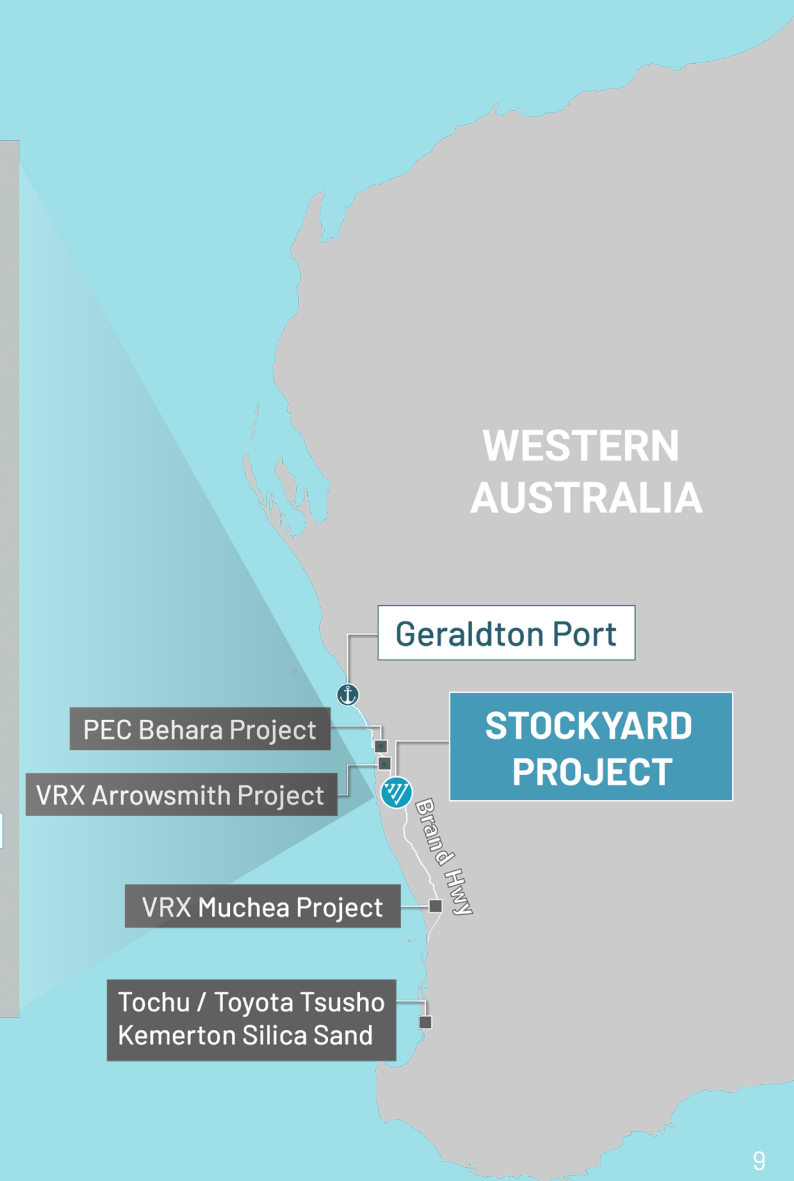 WESTERN
AUSTRALIA
Geraldton Port
STOCKYARD
PROJECT
PEC Behara Project
VRX Arrowsmith Project
Brand Hwy
VRX Muchea Project
Tochu / Toyota Tsusho
Kemerton Silica Sand
9